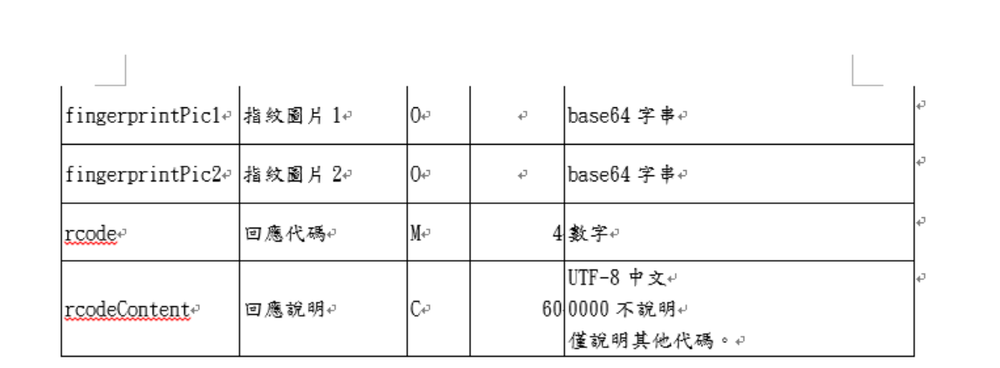 fingerprintPic1 指紋圖片 1 O base64 字串
fingerprintPic2 指紋圖片 2 O base64 字串
rcode 回應代碼 M 4 數字
rcodeContent 回應說明 C 60 UTF-8 中文
0000 不說明
僅說明其他代碼。